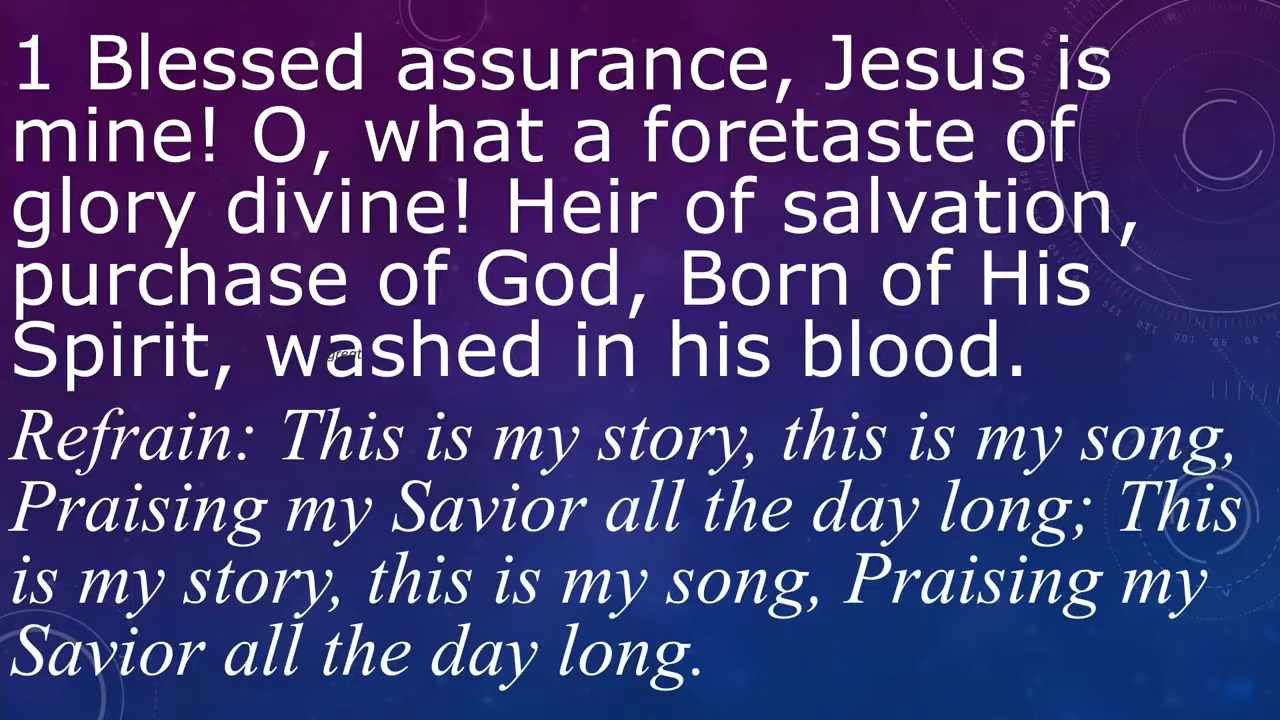 1 Blessed assurance, Jesus is
mine! O, what a foretaste of
glory divine! Heir of salvation,
purchase of God, Born of His
Spirit, washed in his blood.
great
Refrain: This is my story, this is my song,
Praising my Savior all the day long; This
is my story, this is my song, Praising my
Savior all the day long.